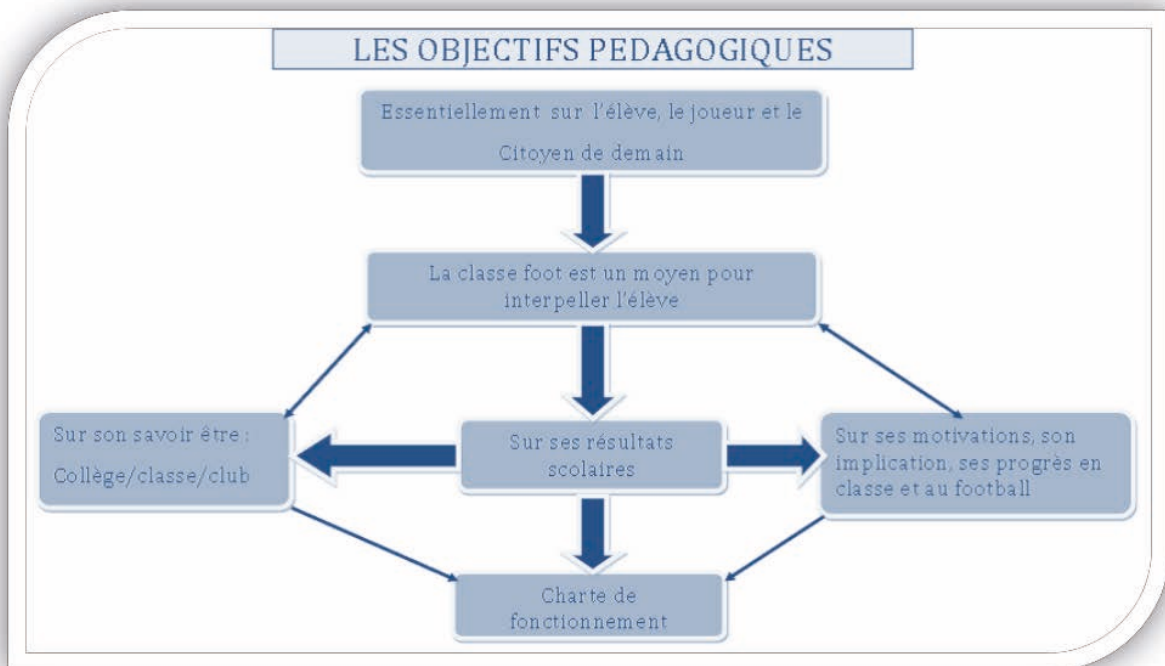 LES OBJECTIFS PEDAGOGIQUES
Essentiellement sur l'élève, le joueur et le
Citoyen de demain
La classe foot est un moyen pour
interpeller l'élève
Sur son savoir être :
Collège/classe/club
Sur ses résultats
scolaires
Sur ses motivations, son
implication, ses progrès en
classe et au football
Charte de
fonctionnement